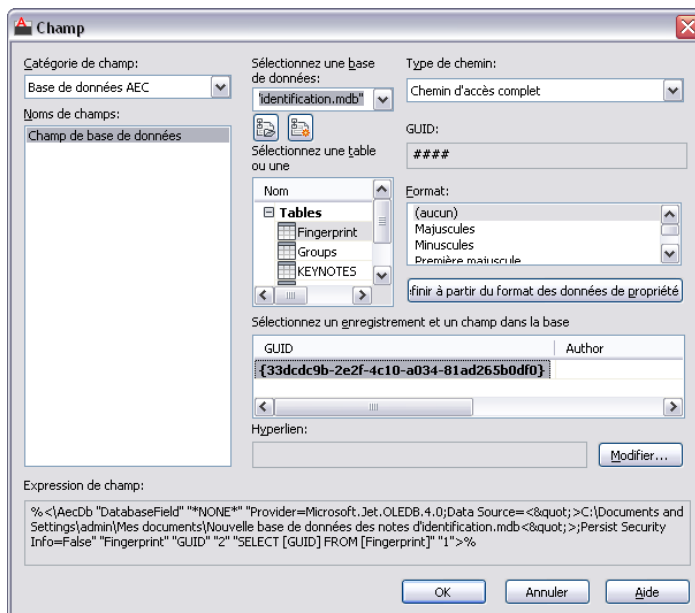 Champ
Catégorie de champ:
Base de données AEC
Noms de champs:
Champ de base de données
Sélectionnez une base
de données:
'identification.mdb"
Sélectionnez une table
ou une
Nom
Tables
Fingerprint
Groups
KEYNOTES
Type de chemin:
Chemin d'accès complet
GUID:
####
Format:
(aucun)
Majuscules
Minuscules
Première majuscule
éfinir à partir du format des données de propriété
Sélectionnez un enregistrement et un champ dans la base
GUID
Author
{33dcdc9b-2e2f-4c10-a034-81ad265b0df0}
Hyperlien:
Modifier...
Expression de champ:
%<\AecDb "DatabaseField" "*NONE*" "Provider=Microsoft.Jet.OLEDB.4.0;Data Source=<&quot;>C:\Documents and
Settings\admin\Mes documents\Nouvelle base de données des notes d'identification.mdb<&quot;>;Persist Security
Info=False" "Fingerprint" "GUID" "2" "SELECT [GUID] FROM [Fingerprint]" "1">%
OK
Annuler
Aide